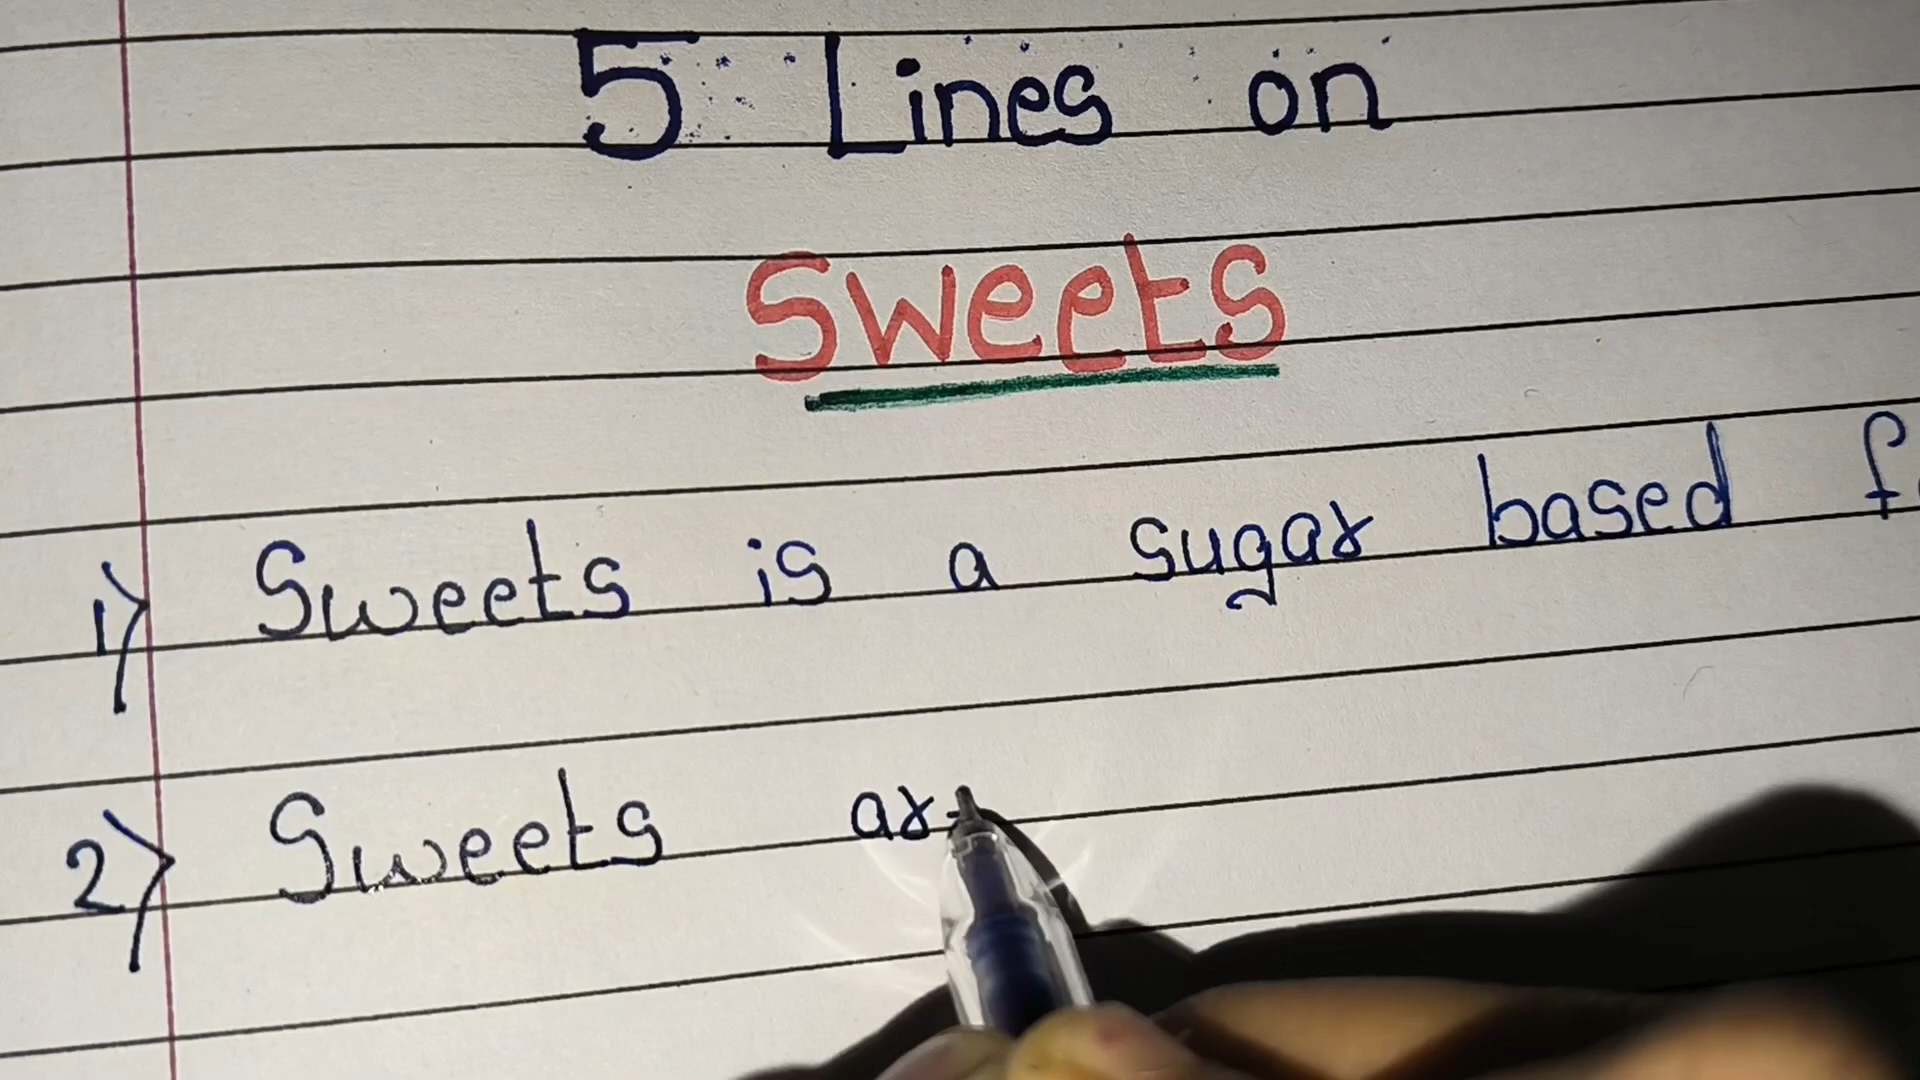 5 Lines on
Sweets
1) Sweets is a sugar based
2) Sweets